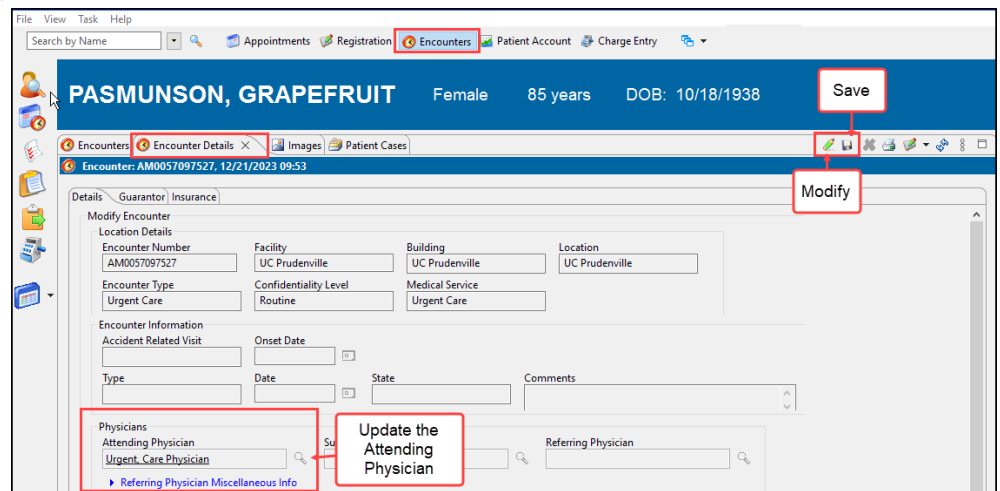 File View Task Help
Search by Name Appointments Registration Encounters Patient Account Charge Entry
PASMUNSON, GRAPEFRUIT Female 85 years DOB: 10/18/1938
Save
Encounters Encounter Details Images Patient Cases
Encounter: AM0057097527, 12/21/2023 09:53
Modify
Details Guarantor Insurance
Modify Encounter
Location Details
Encounter Number Facility Building Location
AM0057097527 UC Prudenville UC Prudenville UC Prudenville
Encounter Type Confidentiality Level Medical Service
Urgent Care Routine Urgent Care
Encounter Information
Accident Related Visit Onset Date
Type Date State Comments
Physicians
Attending Physician Su Referring Physician
Urgent, Care Physician
Update the
Attending
Physician
Referring Physician Miscellaneous Info